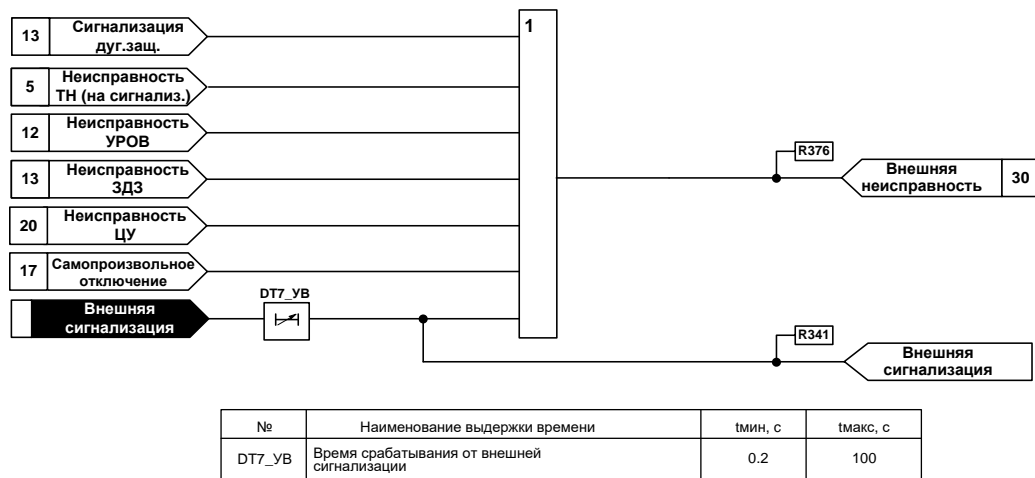 13 Сигнализация
дуг.защ.
1
5 Неисправность
ТН (на сигнализ.)
12 Неисправность
УРОВ
13 Неисправность
ЗДЗ
R376
Внешняя
неисправность 30
20 Неисправность
ЦУ
17 Самопроизвольное
отключение
Внешняя
сигнализация
DT7_УВ
R341
Внешняя
сигнализация
№ Наименование выдержки времени tмин, с tмакс, с
DT7_УВ Время срабатывания от внешней
сигнализации 0.2 100